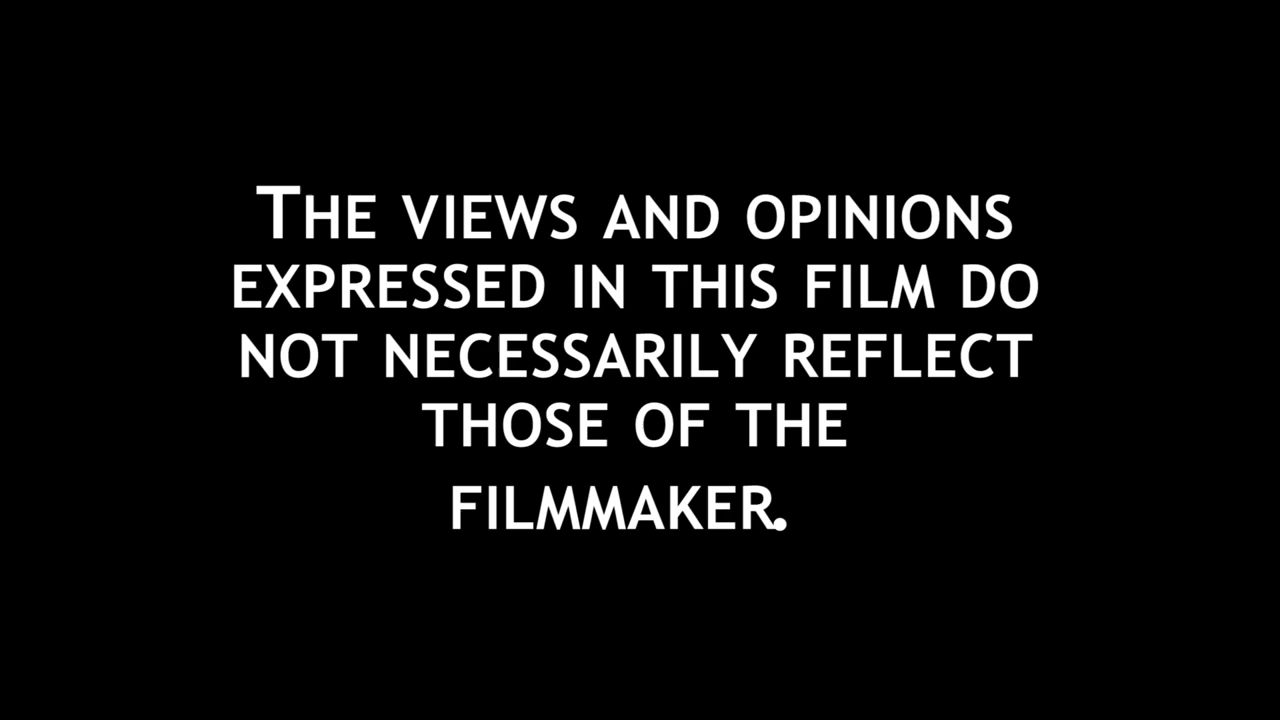 The views and opinions
expressed in this film do
not necessarily reflect
those of the
filmmaker.